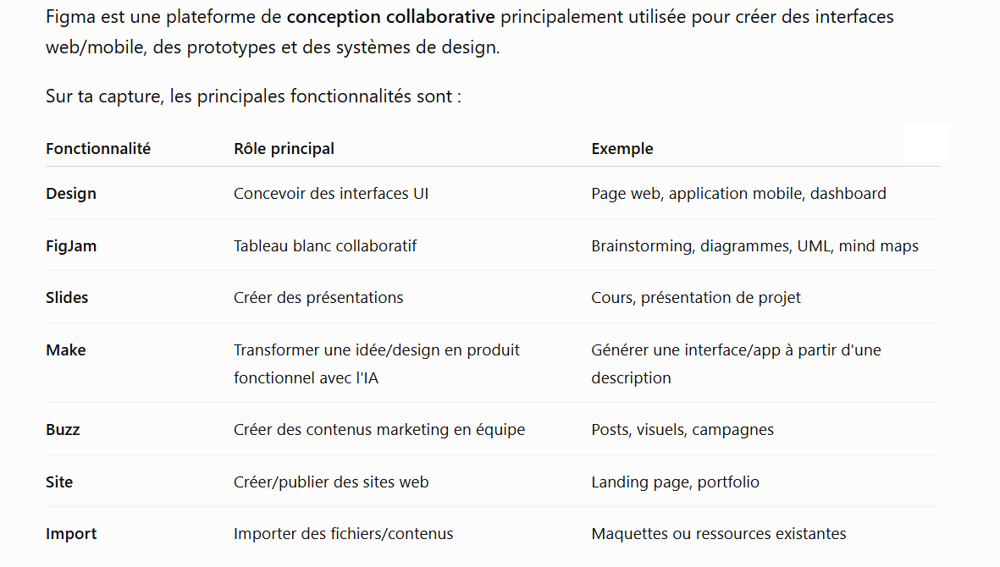 Figma est une plateforme de conception collaborative principalement utilisée pour créer des interfaces
web/mobile, des prototypes et des systèmes de design.
Sur ta capture, les principales fonctionnalités sont :
Fonctionnalité Rôle principal Exemple
Design Concevoir des interfaces UI Page web, application mobile, dashboard
FigJam Tableau blanc collaboratif Brainstorming, diagrammes, UML, mind maps
Slides Créer des présentations Cours, présentation de projet
Make Transformer une idée/design en produit Générer une interface/app à partir d'une
fonctionnel avec l'IA description
Buzz Créer des contenus marketing en équipe Posts, visuels, campagnes
Site Créer/publier des sites web Landing page, portfolio
Import Importer des fichiers/contenus Maquettes ou ressources existantes